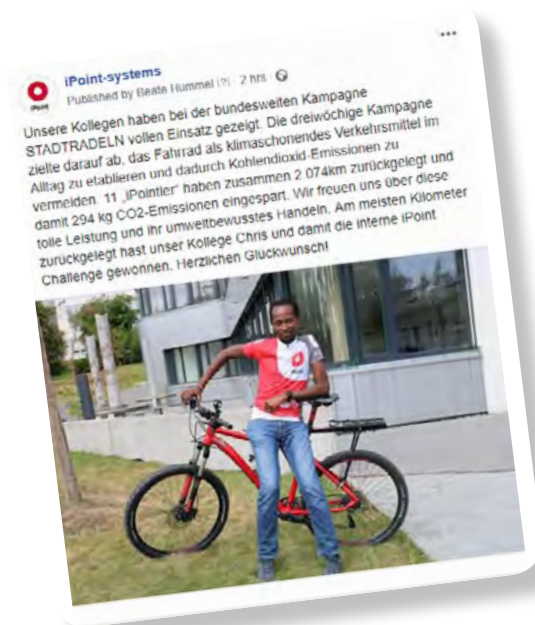 iPoint-systems
Published by Beate Hummel [?] · 2 hrs ·
Unsere Kollegen haben bei der bundesweiten Kampagne
STADTRADELN vollen Einsatz gezeigt. Die dreiwöchige Kampagne
zielte darauf ab, das Fahrrad als klimaschonendes Verkehrsmittel im
Alltag zu etablieren und dadurch Kohlendioxid-Emissionen zu
vermeiden. 11 „iPointler“ haben zusammen 2.074km zurückgelegt und
damit 294 kg CO2-Emissionen eingespart. Wir freuen uns über diese
tolle Leistung und ihr umweltbewusstes Handeln. Am meisten Kilometer
zurückgelegt hast unser Kollege Chris und damit die interne iPoint
Challenge gewonnen. Herzlichen Glückwunsch!
iPoint
iPoint